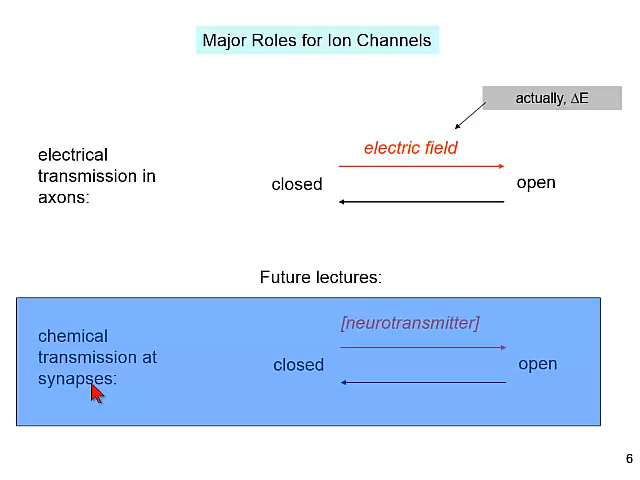 Major Roles for Ion Channels
actually, ΔE
electrical
transmission in
axons:
electric field
closed
open
Future lectures:
chemical
transmission at
synapses:
[neurotransmitter]
closed
open
6